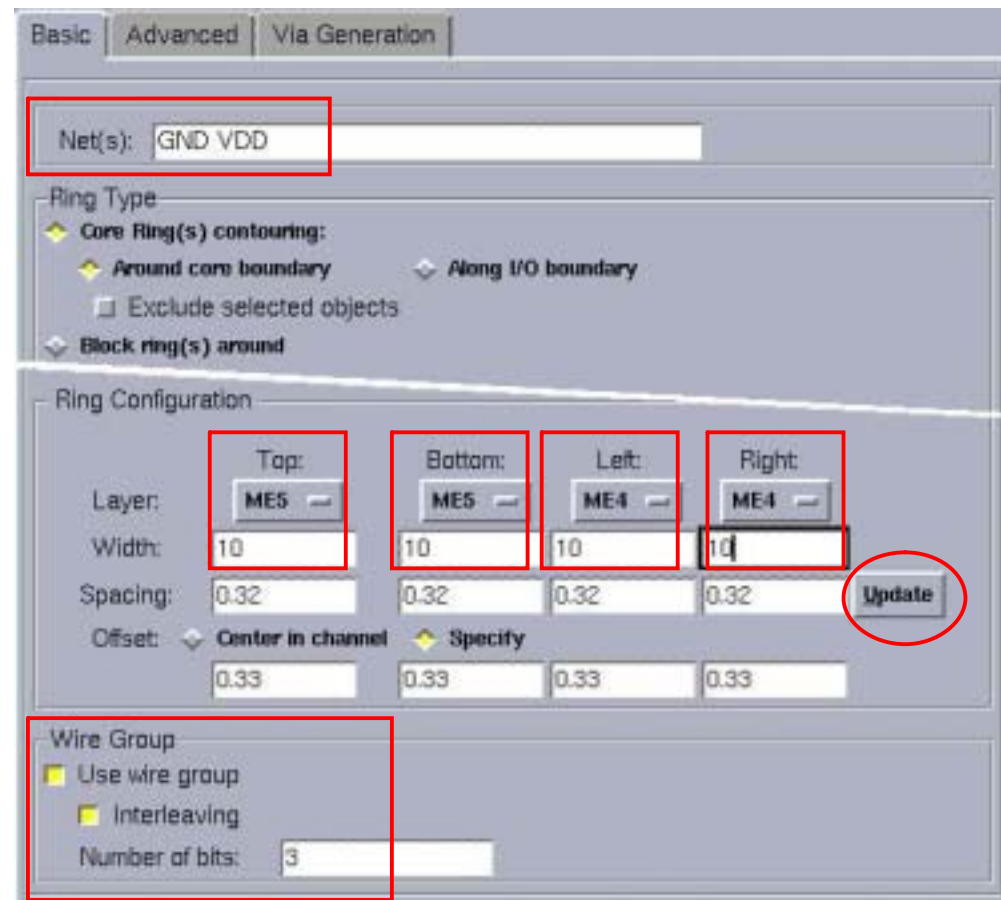 Basic Advanced Via Generation
Net(s): GND VDD
Ring Type
Core Ring(s) contouring:
Around core boundary Along I/O boundary
Exclude selected objects
Block ring(s) around
Ring Configuration
Top: Bottom: Left: Right:
Layer: ME5 ME5 ME4 ME4
Width: 10 10 10 10
Spacing: 0.32 0.32 0.32 0.32 Update
Offset: Center in channel Specify
0.33 0.33 0.33 0.33
Wire Group
Use wire group
Interleaving
Number of bits: 3